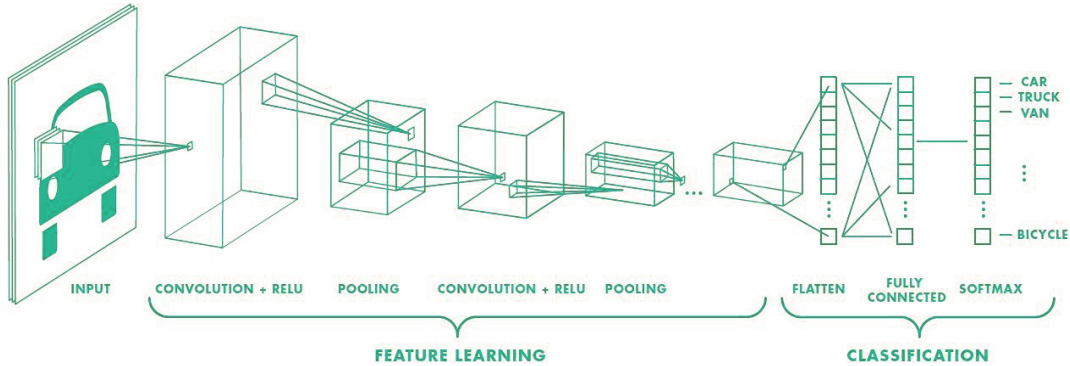 CAR
TRUCK
VAN
BICYCLE
INPUT
CONVOLUTION + RELU
POOLING
CONVOLUTION + RELU
POOLING
FLATTEN
FULLY
CONNECTED
SOFTMAX
FEATURE LEARNING
CLASSIFICATION